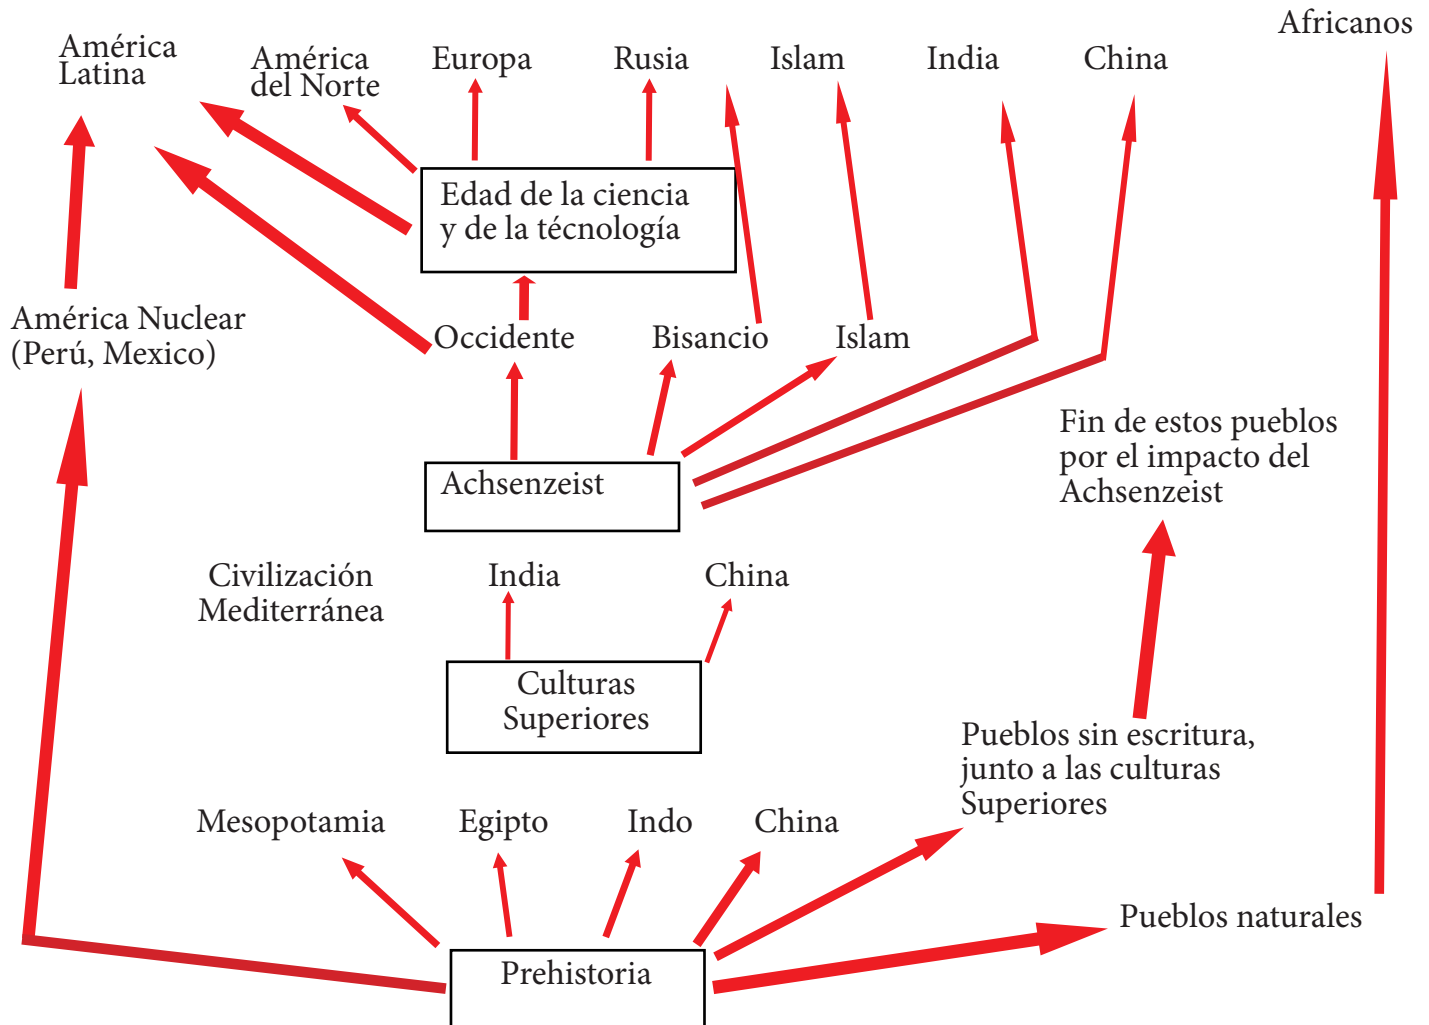 América
Latina
América
del Norte
Europa
Rusia
Islam
India
China
Africanos
Edad de la ciencia
y de la técnología
América Nuclear
(Perú, Mexico)
Occidente
Bisancio
Islam
Fin de estos pueblos
por el impacto del
Achsenzeist
Achsenzeist
Civilización
Mediterránea
India
China
Culturas
Superiores
Pueblos sin escritura,
junto a las culturas
Superiores
Mesopotamia
Egipto
Indo
China
Pueblos naturales
Prehistoria